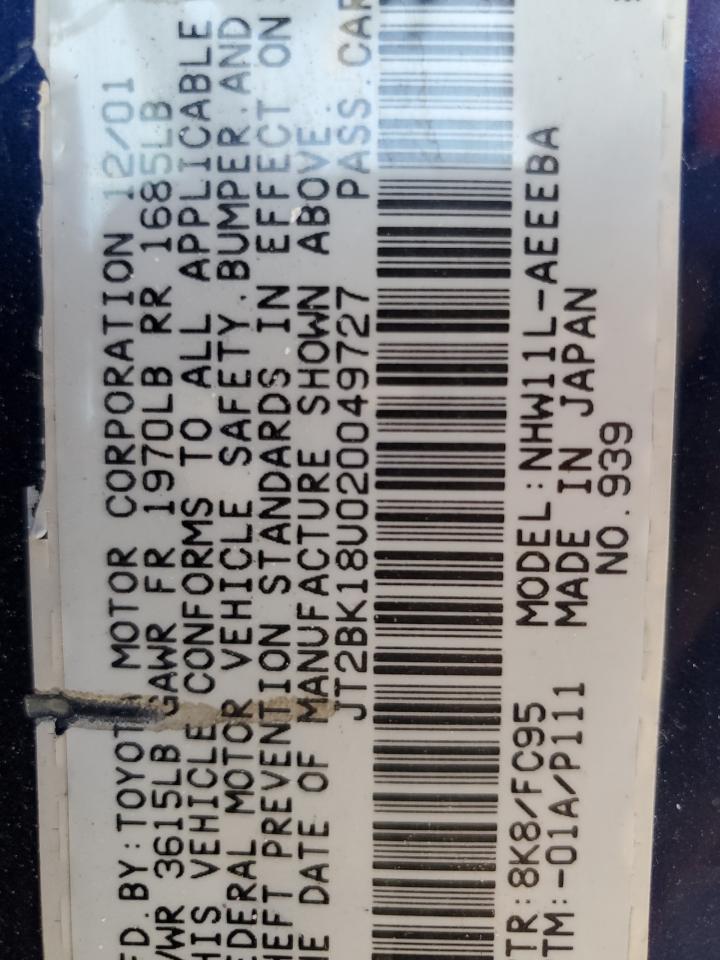 FD.BY:TOYOTA MOTOR CORPORATION 12/01
VWR 3615LB GAWR FR 1970LB RR 1685LB
HIS VEHICLE CONFORMS TO ALL APPLICABLE
EDERAL MOTOR VEHICLE SAFETY.BUMPER.AND
HEFT PREVENTION STANDARDS IN EFFECT ON
HE DATE OF MANUFACTURE SHOWN ABOVE.
JT2BK18U020049727 PASS.CAR
MODEL:NHW11L-AEEEBA
TR:8K8/FC95 MADE IN JAPAN
TM:-01A/P111 NO.939